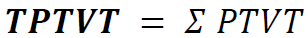 TPTVT = Σ PTVT